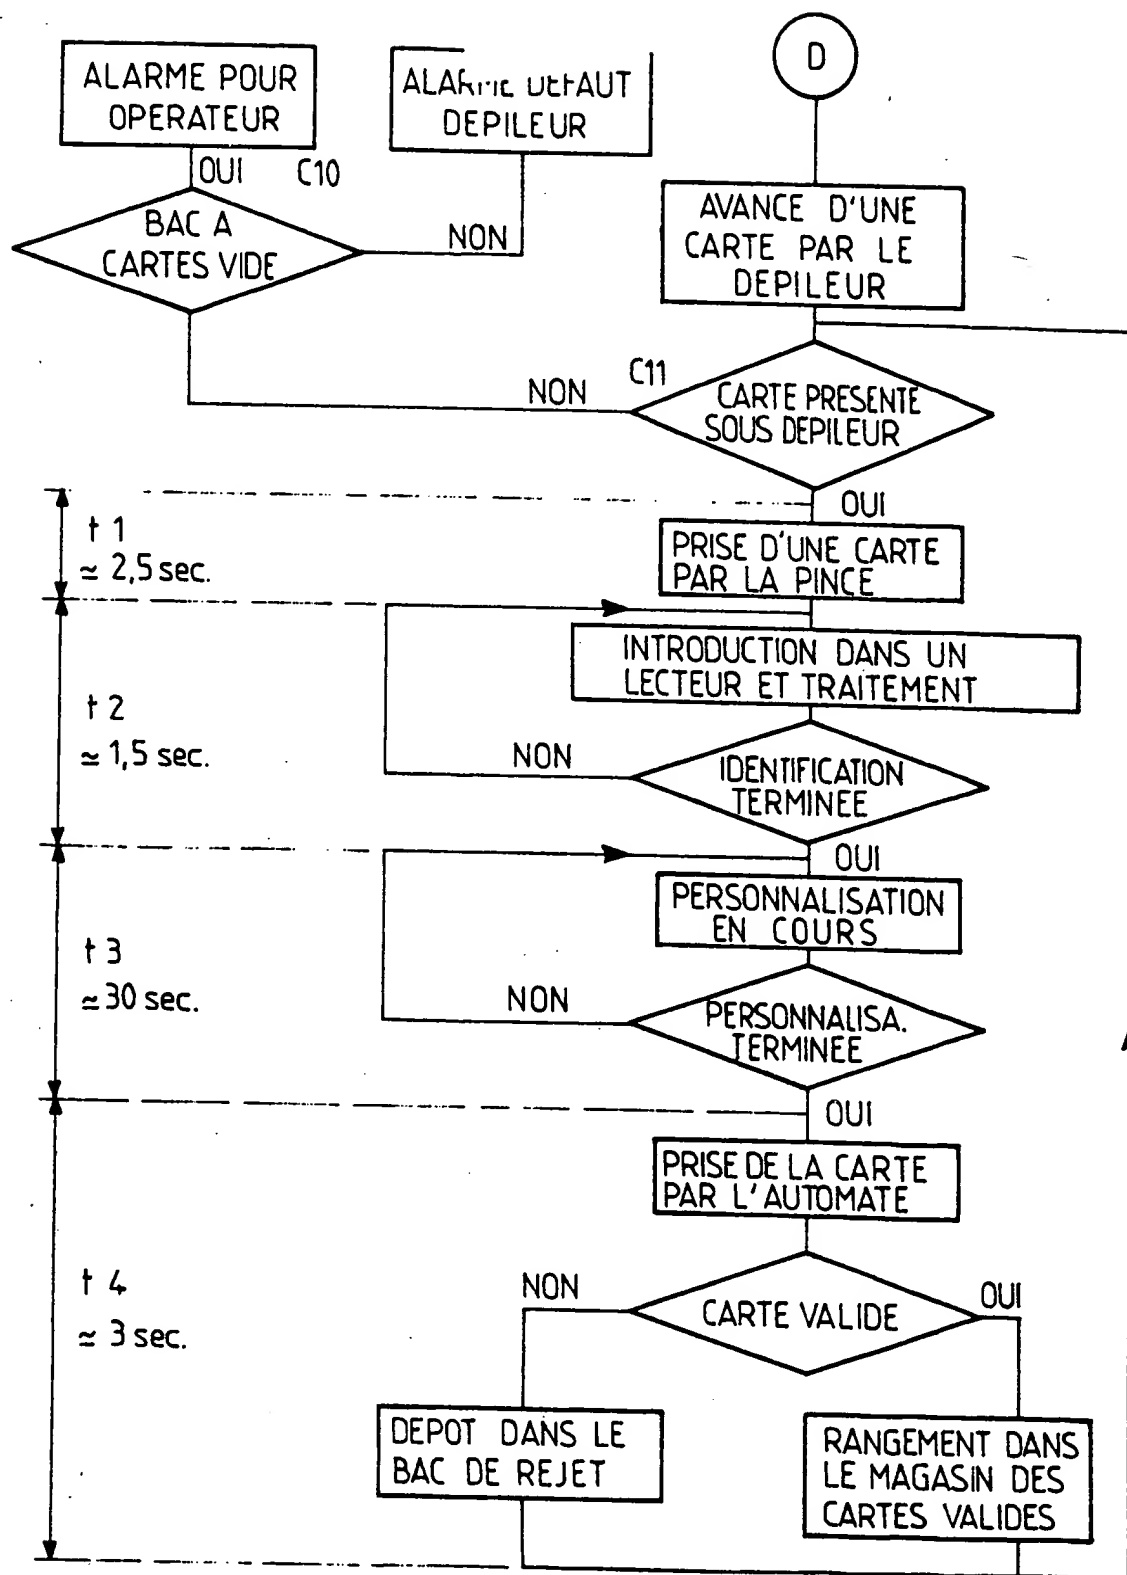 ALARME POUR
OPERATEUR
DEFAUT
DEPILEUR
D
OUI
C10
BAC A
CARTES VIDE
NON
AVANCE D'UNE
CARTE PAR LE
DEPILEUR
NON
C11
CARTE PRESENTE
SOUS DEPILEUR
OUI
t 1
≃ 2,5 sec.
PRISE D'UNE CARTE
PAR LA PINCE
INTRODUCTION DANS UN
LECTEUR ET TRAITEMENT
t 2
≃ 1,5 sec.
NON
IDENTIFICATION
TERMINEE
OUI
PERSONNALISATION
EN COURS
t 3
≃ 30 sec.
NON
PERSONNALISA.
TERMINEE
OUI
PRISE DE LA CARTE
PAR L'AUTOMATE
t 4
≃ 3 sec.
NON
CARTE VALIDE
OUI
DEPOT DANS LE
BAC DE REJET
RANGEMENT DANS
LE MAGASIN DES
CARTES VALIDES